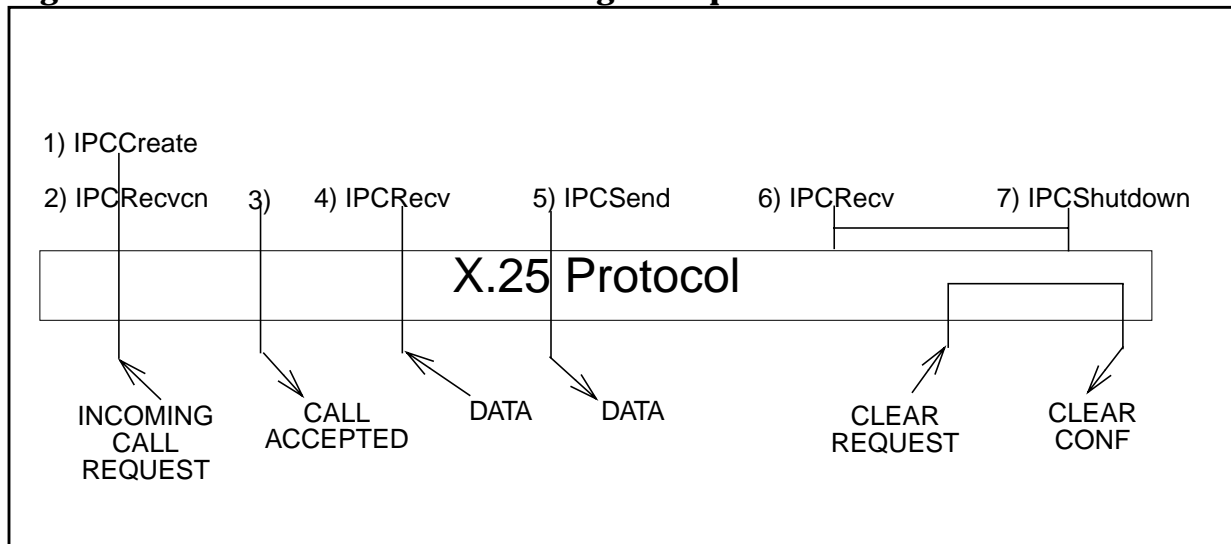 1) IPCCreate
2) IPCRecvcn 3) 4) IPCRecv 5) IPCSend 6) IPCRecv 7) IPCShutdown
X.25 Protocol
INCOMING
CALL
REQUEST
CALL
ACCEPTED
DATA
DATA
CLEAR
REQUEST
CLEAR
CONF